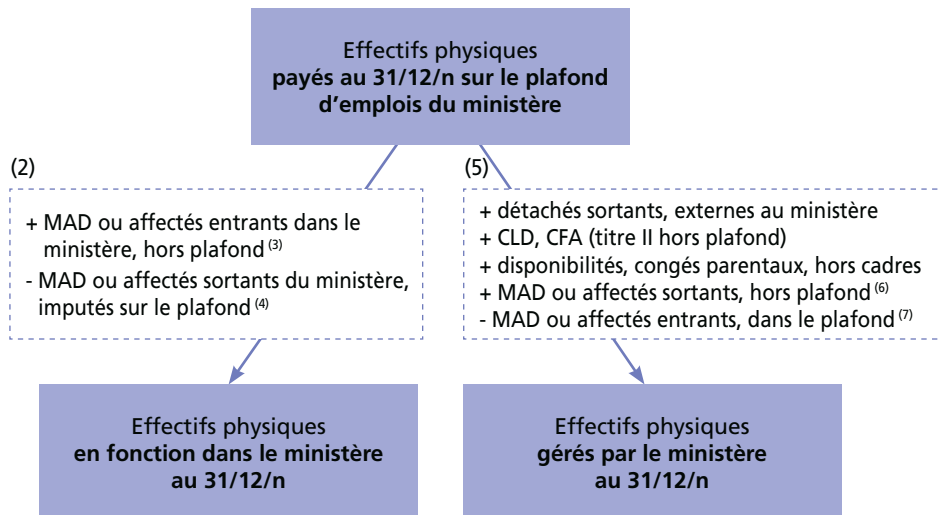 Effectifs physiques
payés au 31/12/n sur le plafond
d'emplois du ministère
(2)
+ MAD ou affectés entrants dans le
ministère, hors plafond (3)
- MAD ou affectés sortants du ministère,
imputés sur le plafond (4)
(5)
+ détachés sortants, externes au ministère
+ CLD, CFA (titre II hors plafond)
+ disponibilités, congés parentaux, hors cadres
+ MAD ou affectés sortants, hors plafond (6)
- MAD ou affectés entrants, dans le plafond (7)
Effectifs physiques
en fonction dans le ministère
au 31/12/n
Effectifs physiques
gérés par le ministère
au 31/12/n